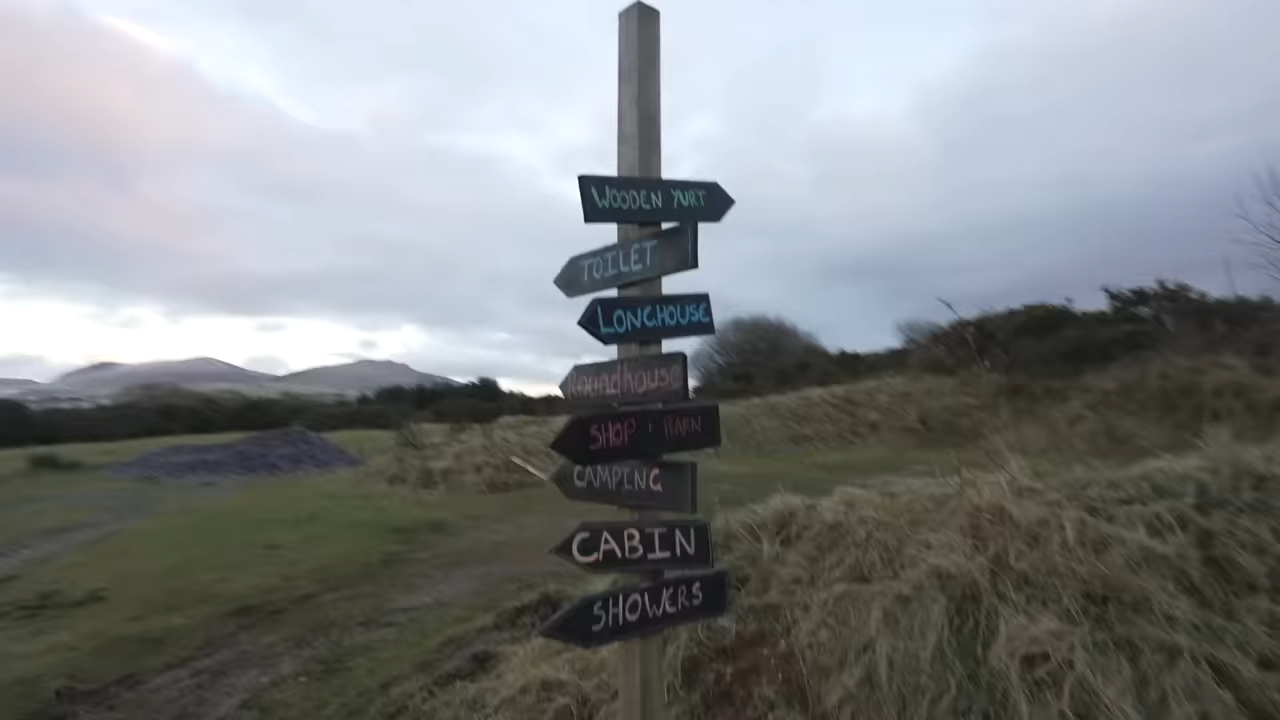 WOODEN YURT
TOILET
LONGHOUSE
Roundhouse
SHOP + BARN
CAMPING
CABIN
SHOWERS